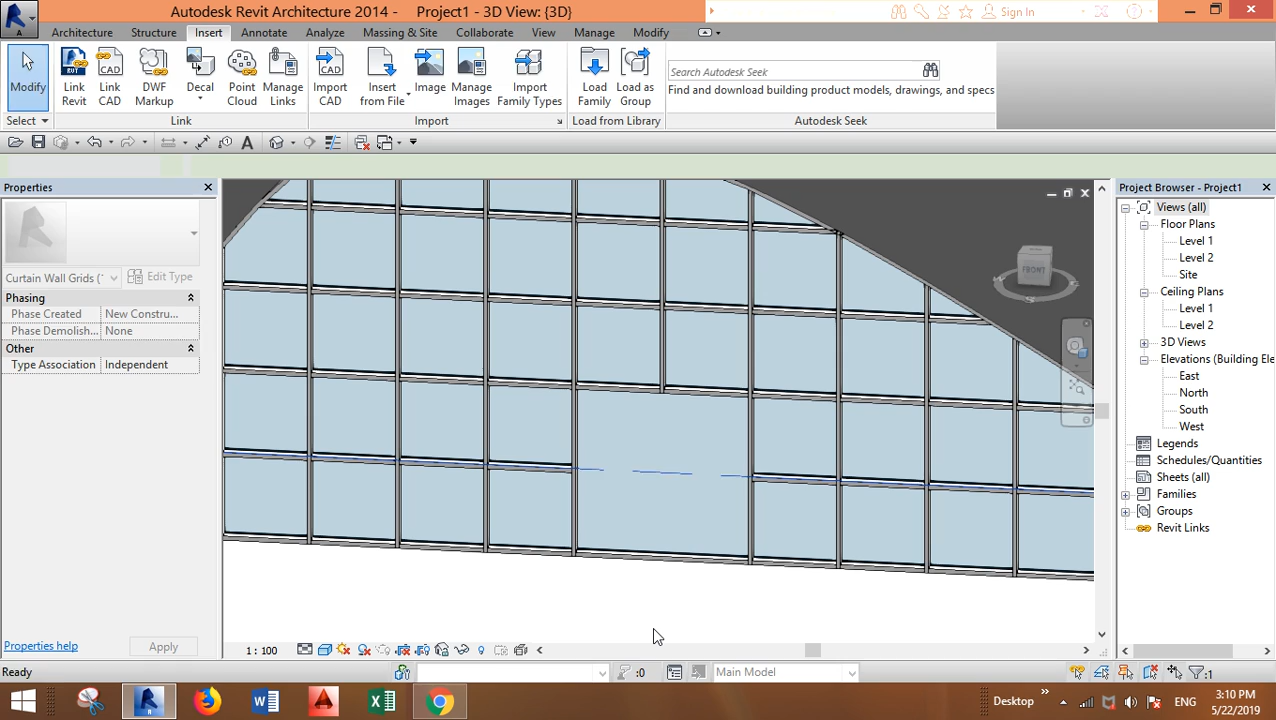 Autodesk Revit Architecture 2014 -     Project1 - 3D View: {3D}
Sign In
Architecture Structure Insert Annotate Analyze Massing & Site Collaborate View Manage Modify
Modify
Link Revit
Link CAD
DWF Markup
Decal
Point Cloud
Manage Links
Import CAD
Insert from File
Image
Manage Images
Import Family Types
Load Family
Load as Group
Search Autodesk Seek
Find and download building product models, drawings, and specs
Select Link Import Load from Library Autodesk Seek
Properties
Curtain Wall Grids (
Edit Type
Phasing
Phase Created New Constru...
Phase Demolish... None
Other
Type Association Independent
Properties help
Apply
FRONT
1 : 100
Project Browser - Project1
Views (all)
Floor Plans
Level 1
Level 2
Site
Ceiling Plans
Level 1
Level 2
3D Views
Elevations (Building Ele
East
North
South
West
Legends
Schedules/Quantities
Sheets (all)
Families
Groups
Revit Links
Ready
:0
Main Model
:1
Desktop
ENG
3:10 PM
5/22/2019